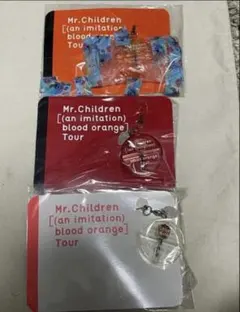 Mr.Children
[(an imitation)
blood orange]
Tour
Mr.Children
[(an imitation)
blood orange]
Tour
Mr.Children
[(an imitation)
blood orange]
Tour